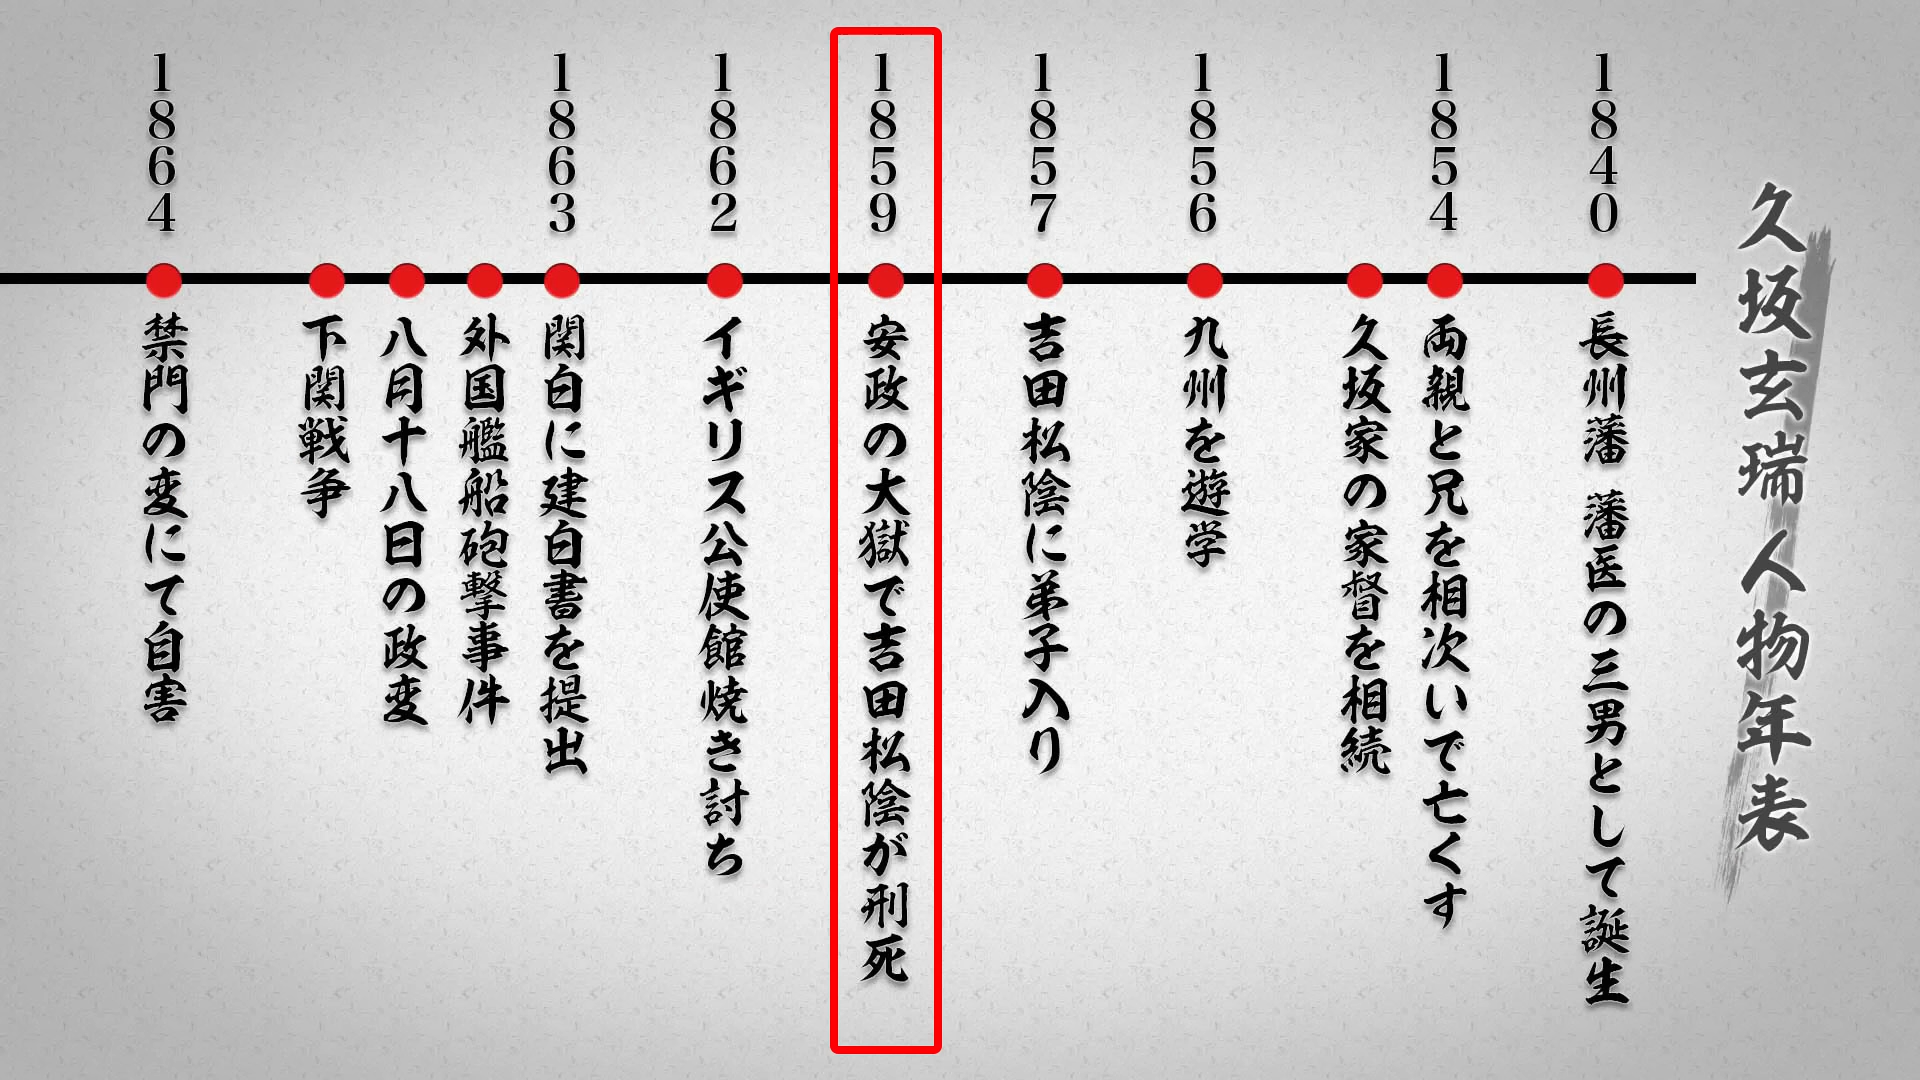 久坂玄瑞 人物年表
1840
長州藩 藩医の三男として誕生
1854
両親と兄を相次いで亡くす
久坂家の家督を相続
1856
九州を遊学
1857
吉田松陰に弟子入り
1859
安政の大獄で吉田松陰が刑死
1862
イギリス公使館焼き討ち
1863
関白に建白書を提出
外国艦船砲撃事件
八月十八日の政変
下関戦争
1864
禁門の変にて自害